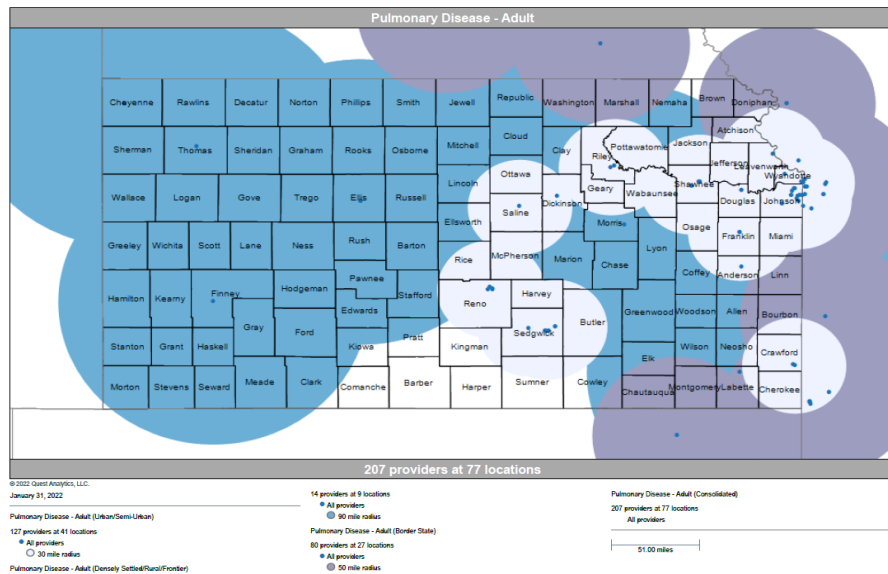 Pulmonary Disease - Adult
Cheyenne Rawlins Decatur Norton Phillips Smith Jewell Republic Washington Marshall Nemaha Brown Doniphan
Atchison
Sherman Thomas Sheridan Graham Rooks Osborne Mitchell Cloud Clay Riley Pottawatomie Jackson Jefferson Leavenworth
Wyandotte
Ottawa
Wallace Logan Gove Trego Ellis Russell Lincoln Saline Dickinson Geary Wabaunsee Shawnee Douglas Johnson
Ellsworth Morris Osage Franklin Miami
Greeley Wichita Scott Lane Ness Rush Barton Rice McPherson Marion Chase Lyon Coffey Anderson Linn
Hamilton Kearny Finney Hodgeman Pawnee Stafford Reno Harvey
Gray Ford Edwards Sedgwick Butler Greenwood Woodson Allen Bourbon
Stanton Grant Haskell Kiowa Pratt Kingman Elk Wilson Neosho Crawford
Morton Stevens Seward Meade Clark Comanche Barber Harper Sumner Cowley Chautauqua Montgomery Labette Cherokee
207 providers at 77 locations
© 2022 Quest Analytics, LLC.
January 31, 2022
Pulmonary Disease - Adult (Urban/Semi-Urban)
127 providers at 41 locations
All providers
30 mile radius
Pulmonary Disease - Adult (Densely Settled/Rural/Frontier)
14 providers at 9 locations
All providers
90 mile radius
Pulmonary Disease - Adult (Border State)
80 providers at 27 locations
All providers
50 mile radius
Pulmonary Disease - Adult (Consolidated)
207 providers at 77 locations
All providers
51.00 miles